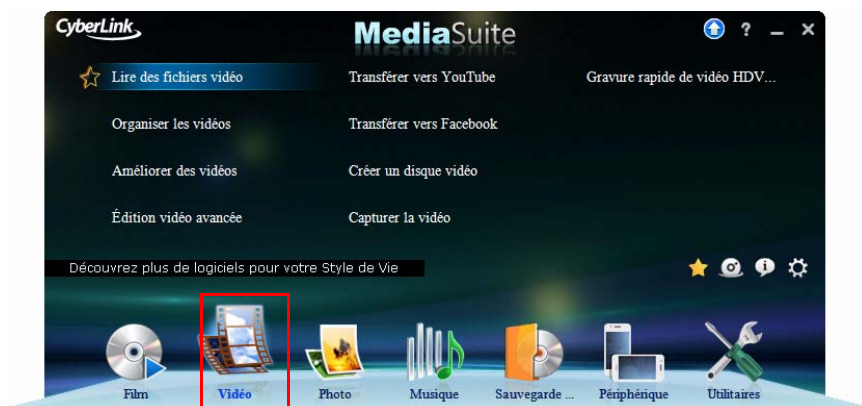 CyberLink
MediaSuite
?
Lire des fichiers vidéo
Transférer vers YouTube
Gravure rapide de vidéo HDV...
Organiser les vidéos
Transférer vers Facebook
Améliorer des vidéos
Créer un disque vidéo
Édition vidéo avancée
Capturer la vidéo
Découvrez plus de logiciels pour votre Style de Vie
Film
Vidéo
Photo
Musique
Sauvegarde ...
Périphérique
Utilitaires